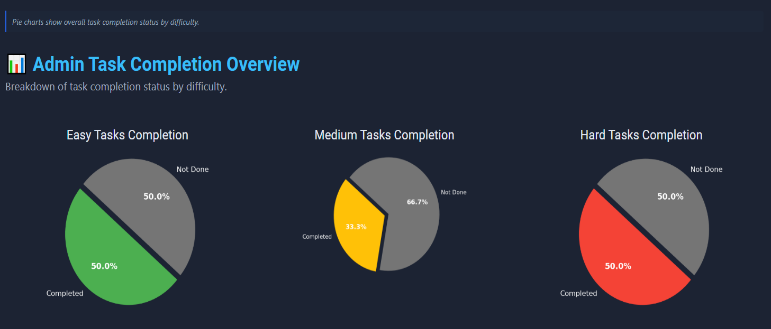 Pie charts show overall task completion status by difficulty.
Admin Task Completion Overview
Breakdown of task completion status by difficulty.
Easy Tasks Completion
Not Done
50.0%
50.0%
Completed
Medium Tasks Completion
Not Done
66.7%
33.3%
Completed
Hard Tasks Completion
Not Done
50.0%
50.0%
Completed